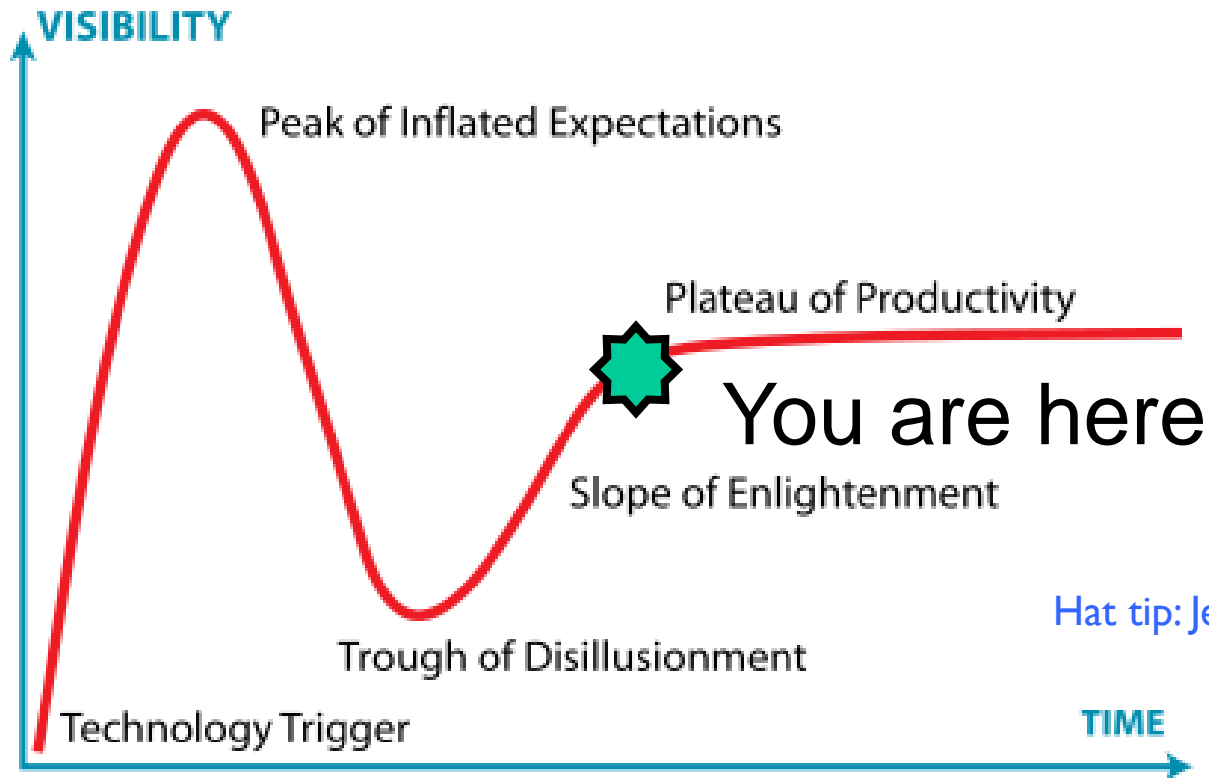 VISIBILITY
Peak of Inflated Expectations
Plateau of Productivity
You are here
Slope of Enlightenment
Hat tip:
Trough of Disillusionment
Technology Trigger
TIME